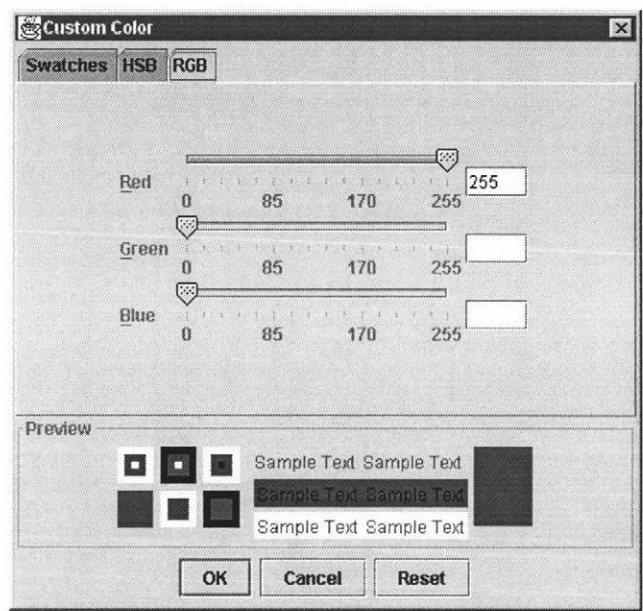 Custom Color
Swatches HSB RGB
Red 255
0 85 170 255
Green
0 85 170 255
Blue
0 85 170 255
Preview
Sample Text Sample Text
Sample Text Sample Text
Sample Text Sample Text
OK Cancel Reset